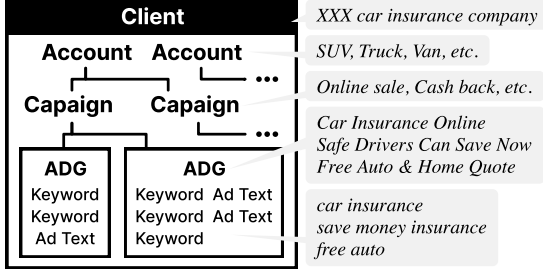 Client
XXX car insurance company
Account Account
SUV, Truck, Van, etc.
...
Capaign Capaign
Online sale, Cash back, etc.
...
Car Insurance Online
Safe Drivers Can Save Now
Free Auto & Home Quote
ADG
Keyword
Keyword
Ad Text
ADG
Keyword Ad Text
Keyword Ad Text
Keyword
car insurance
save money insurance
free auto